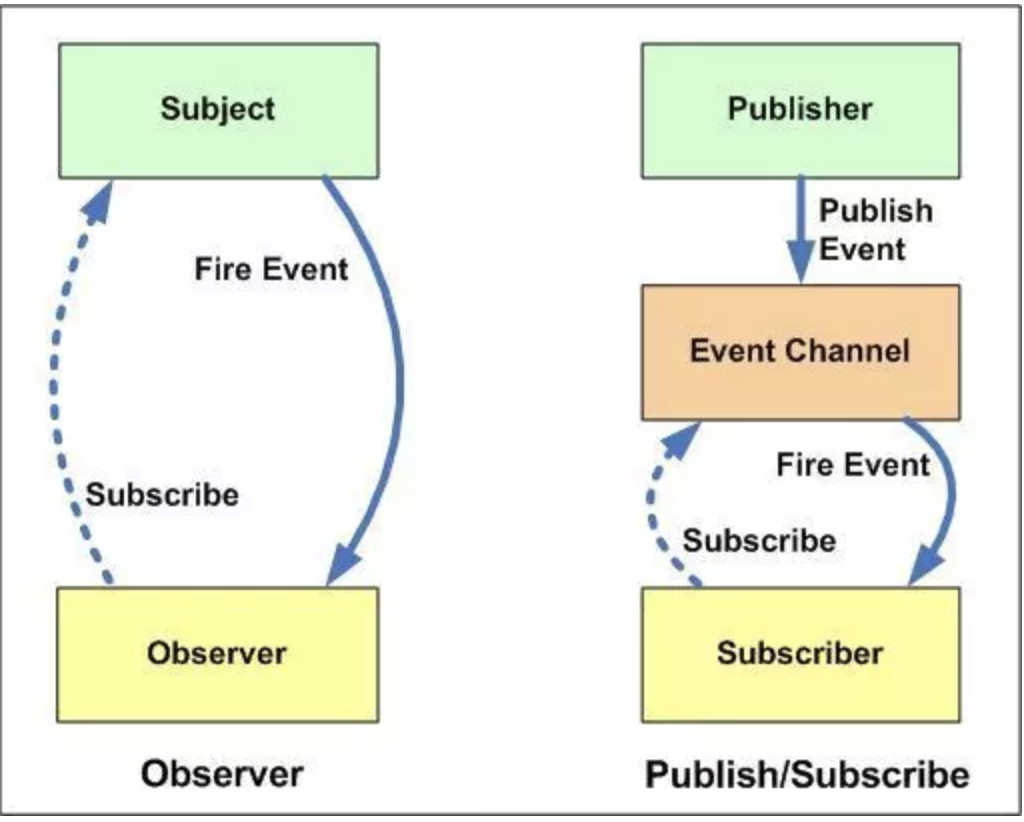 Subject
Fire Event
Subscribe
Observer
Observer
Publisher
Publish
Event
Event Channel
Fire Event
Subscribe
Subscriber
Publish/Subscribe